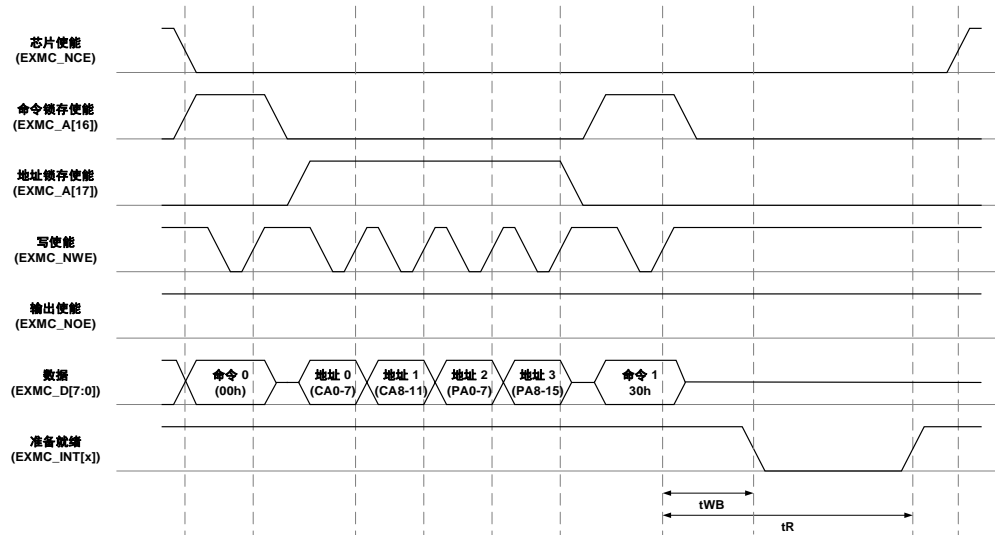 芯片使能
(EXMC_NCE)
命令锁存使能
(EXMC_A[16])
地址锁存使能
(EXMC_A[17])
写使能
(EXMC_NWE)
输出使能
(EXMC_NOE)
数据
(EXMC_D[7:0])
命令 0
(00h)
地址 0
(CA0-7)
地址 1
(CA8-11)
地址 2
(PA0-7)
地址 3
(PA8-15)
命令 1
30h
准备就绪
(EXMC_INT[x])
tWB
tR